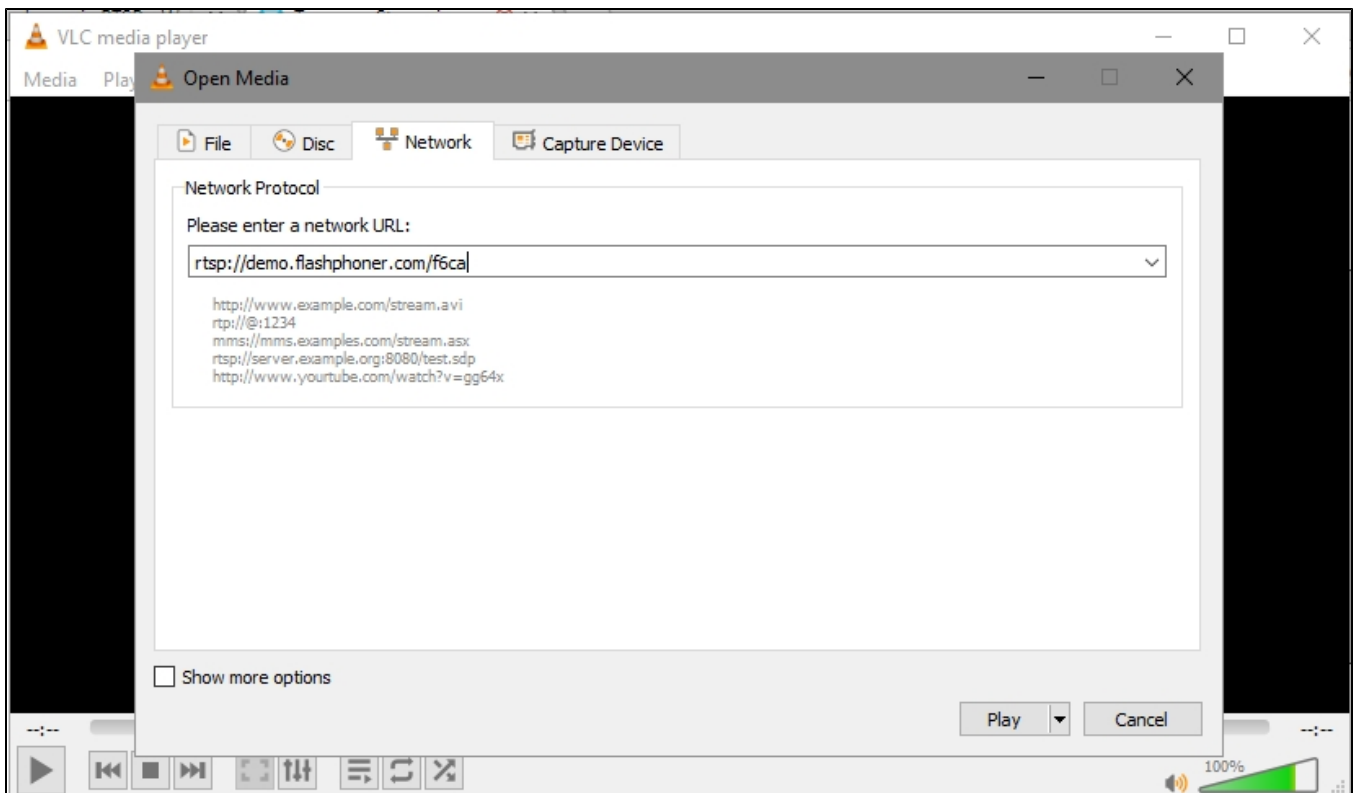 VLC media player
Media Play
Open Media
File Disc Network Capture Device
Network Protocol
Please enter a network URL:
rtsp://demo.flashphoner.com/f6ca
http://www.example.com/stream.avi
rtp://@:1234
mms://mms.examples.com/stream.asx
rtsp://server.example.org:8080/test.sdp
http://www.yourtube.com/watch?v=gg64x
Show more options
Play Cancel
--:-- --:--
100%